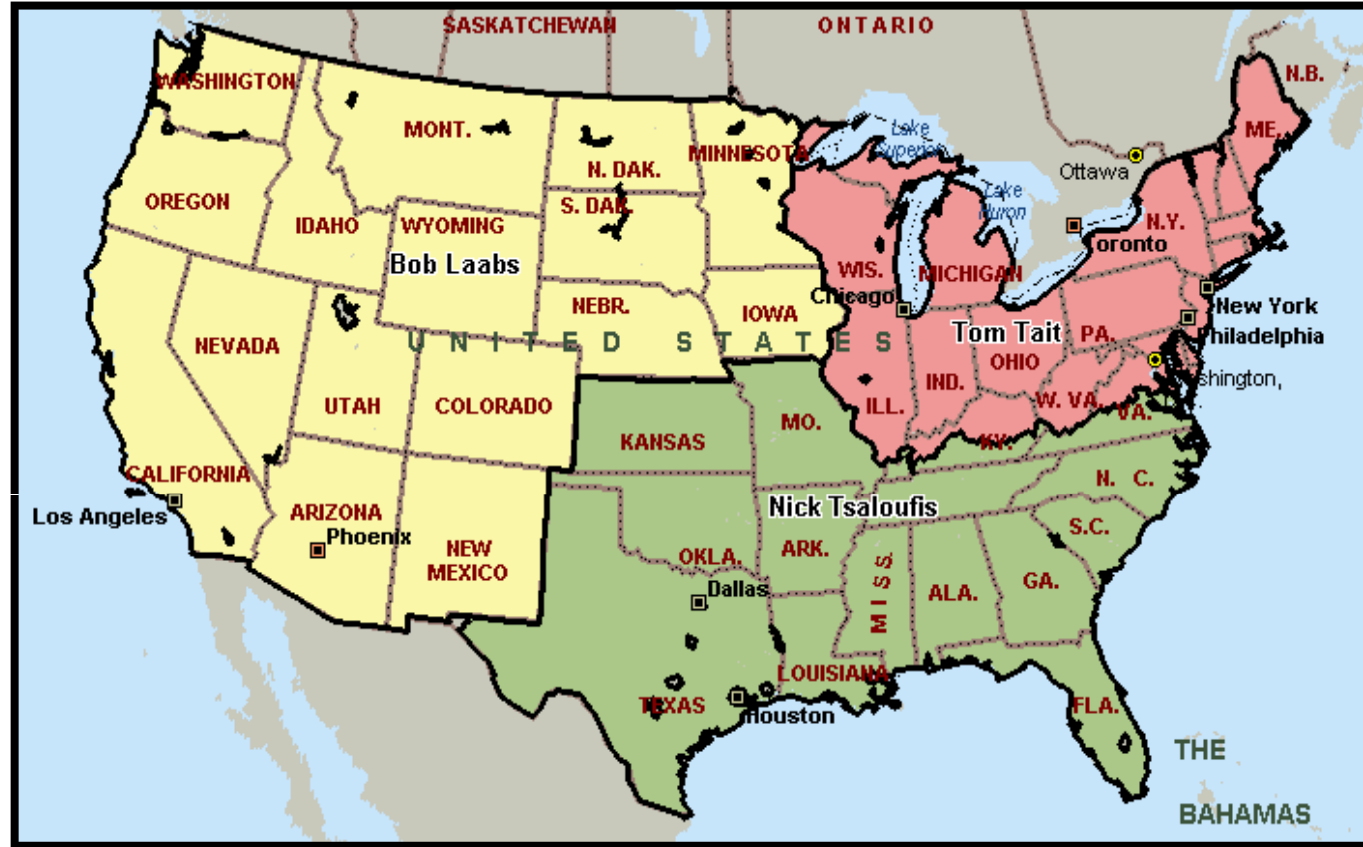 SASKATCHEWAN
ONTARIO
N.B.
WASHINGTON
MONT.
N. DAK.
MINNESOTA
Lake
Superior
ME.
Ottawa
OREGON
IDAHO
WYOMING
S. DAK.
Lake
Huron
N.Y.
Toronto
Bob Laabs
WIS.
MICHIGAN
Chicago
NEBR.
IOWA
New York
Philadelphia
NEVADA
UNITED STATES
Tom Tait
OHIO
PA.
shington,
UTAH
COLORADO
ILL.
IND.
W. VA.
VA.
KANSAS
MO.
KY.
CALIFORNIA
Los Angeles
ARIZONA
Phoenix
NEW
MEXICO
Nick Tsaloufis
N. C.
S.C.
OKLA.
ARK.
MISS.
ALA.
GA.
Dallas
LOUISIANA
TEXAS
Houston
FLA.
THE
BAHAMAS